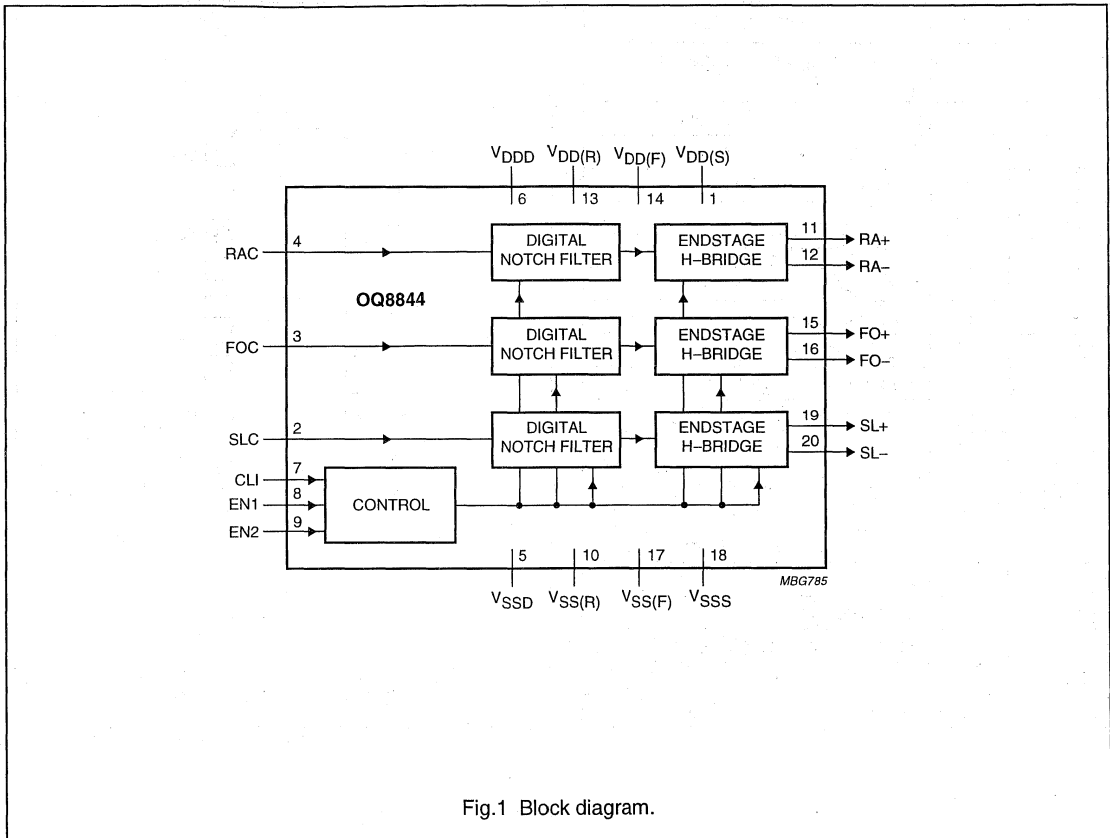 VDDD VDD(R) VDD(F) VDD(S)
6 13 14 1
RAC 4 DIGITAL NOTCH FILTER ENDSTAGE H-BRIDGE 11 RA+
12 RA-
OQ8844
FOC 3 DIGITAL NOTCH FILTER ENDSTAGE H-BRIDGE 15 FO+
16 FO-
SLC 2 DIGITAL NOTCH FILTER ENDSTAGE H-BRIDGE 19 SL+
20 SL-
CLI 7
EN1 8 CONTROL
EN2 9
5 10 17 18
MBG785
VSSD VSS(R) VSS(F) VSSS
Fig.1 Block diagram.